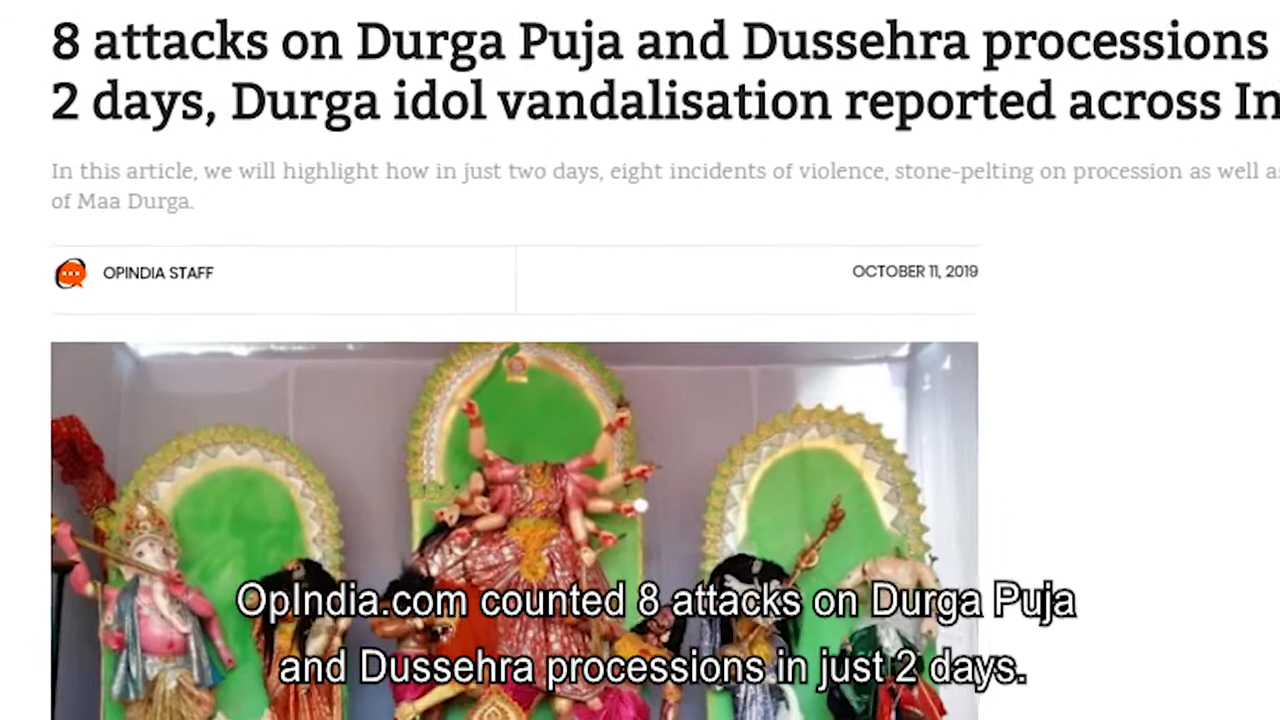 8 attacks on Durga Puja and Dussehra processions
2 days, Durga idol vandalisation reported across In
In this article, we will highlight how in just two days, eight incidents of violence, stone-pelting on procession as well as
of Maa Durga.
OPINDIA STAFF
OCTOBER 11, 2019
OpIndia.com counted 8 attacks on Durga Puja
and Dussehra processions in just 2 days.